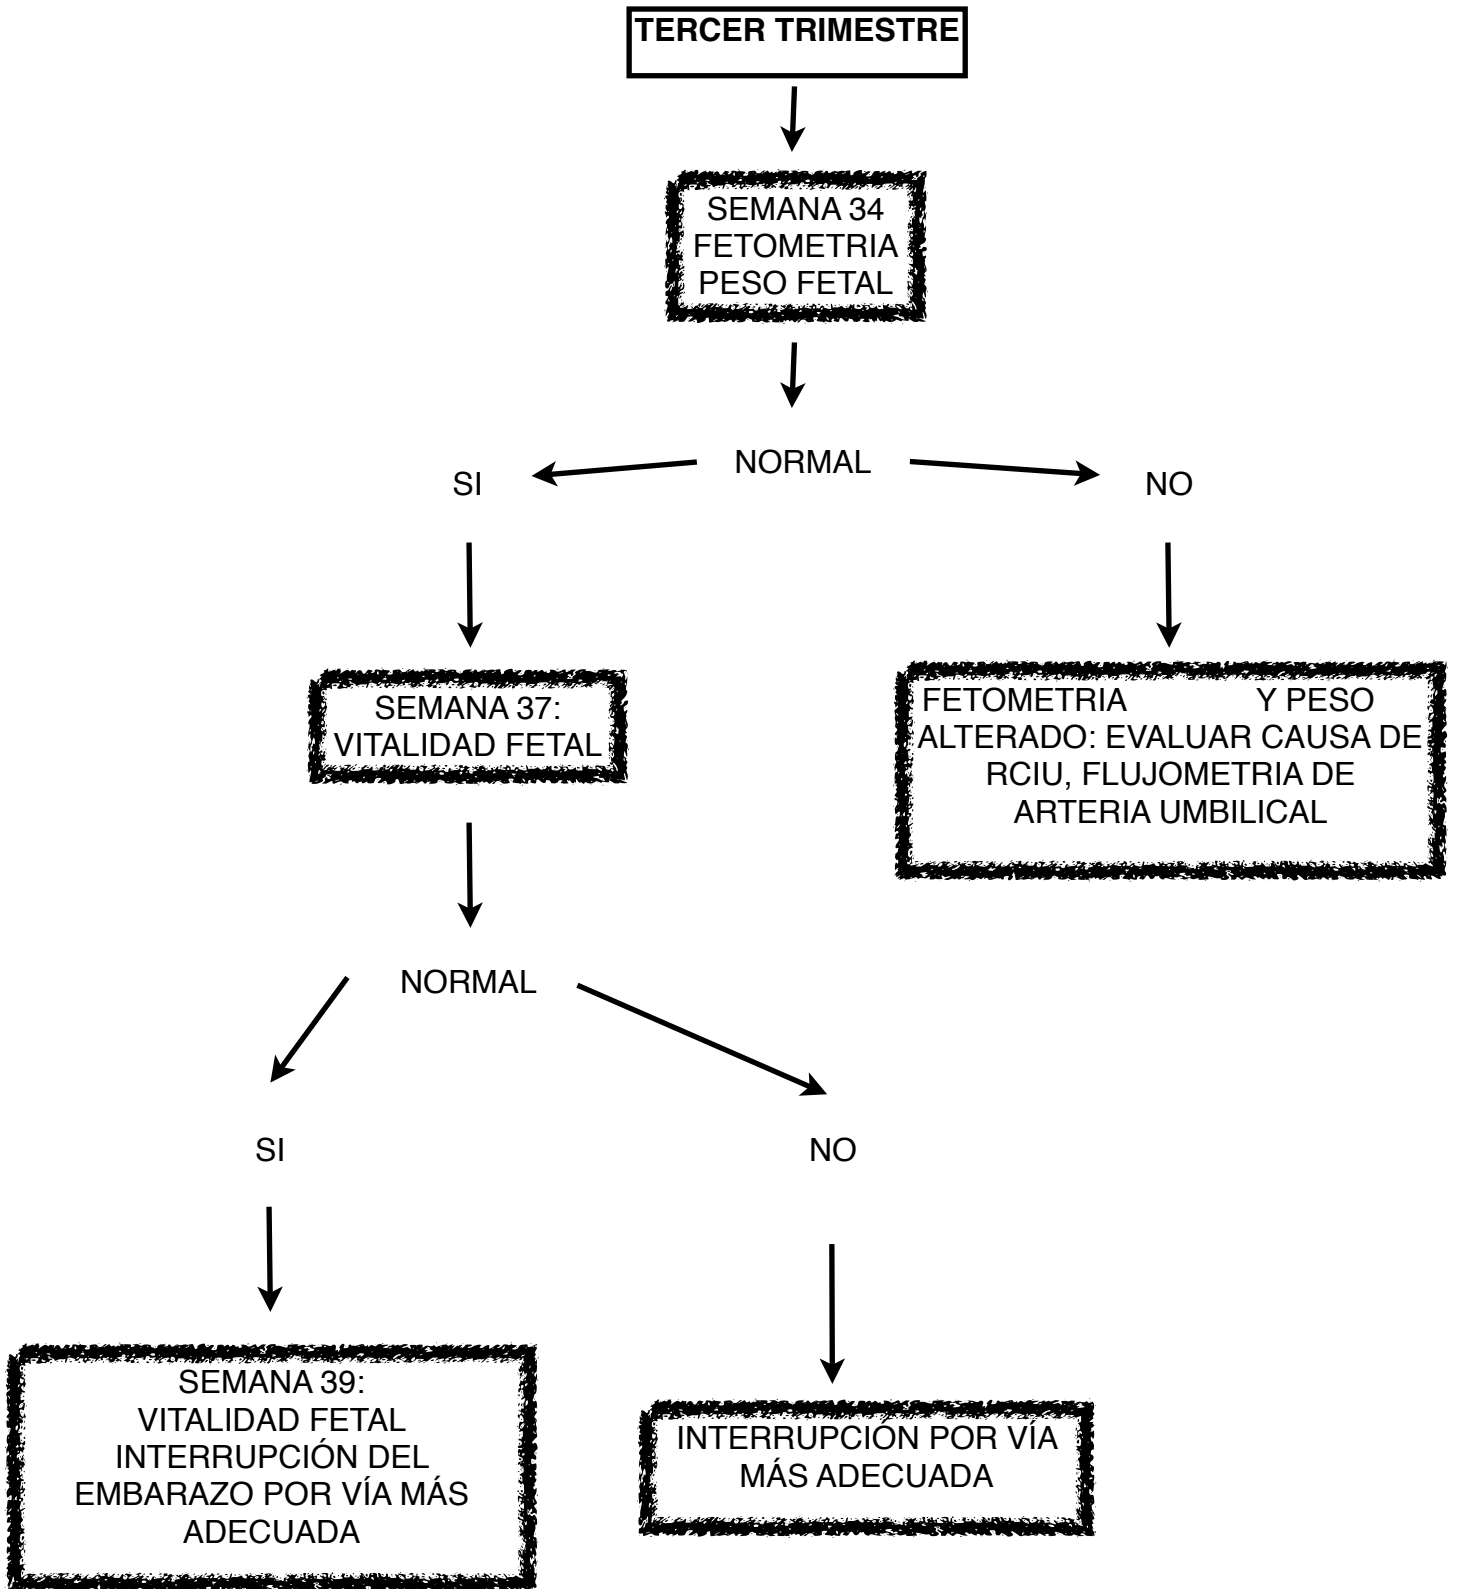 TERCER TRIMESTRE
SEMANA 34
FETOMETRIA
PESO FETAL
NORMAL
SI
NO
SEMANA 37:
VITALIDAD FETAL
FETOMETRIA Y PESO
ALTERADO: EVALUAR CAUSA DE
RCIU, FLUJOMETRIA DE
ARTERIA UMBILICAL
NORMAL
SI
NO
SEMANA 39:
VITALIDAD FETAL
INTERRUPCIÓN DEL
EMBARAZO POR VÍA MÁS
ADECUADA
INTERRUPCIÓN POR VÍA
MÁS ADECUADA